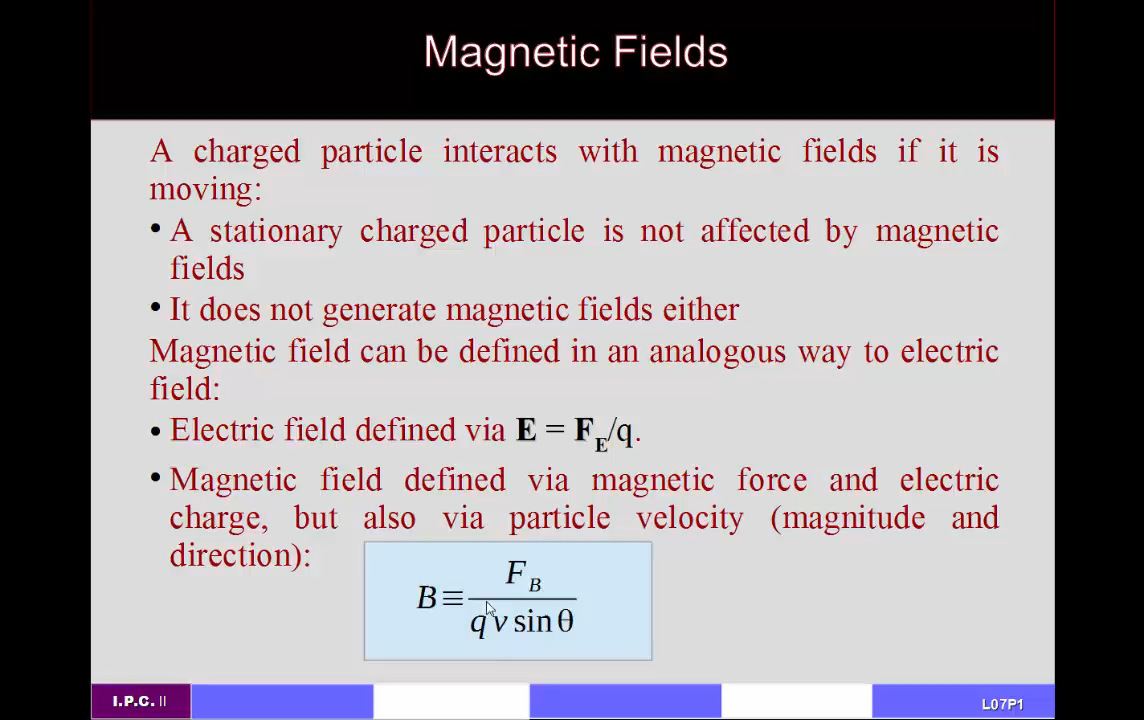 Magnetic Fields
A charged particle interacts with magnetic fields if it is
moving:
• A stationary charged particle is not affected by magnetic
fields
• It does not generate magnetic fields either
Magnetic field can be defined in an analogous way to electric
field:
• Electric field defined via E = F_E/q.
• Magnetic field defined via magnetic force and electric
charge, but also via particle velocity (magnitude and
direction):
B ≡ F_B / q v sin θ
I.P.C. II
L07P1